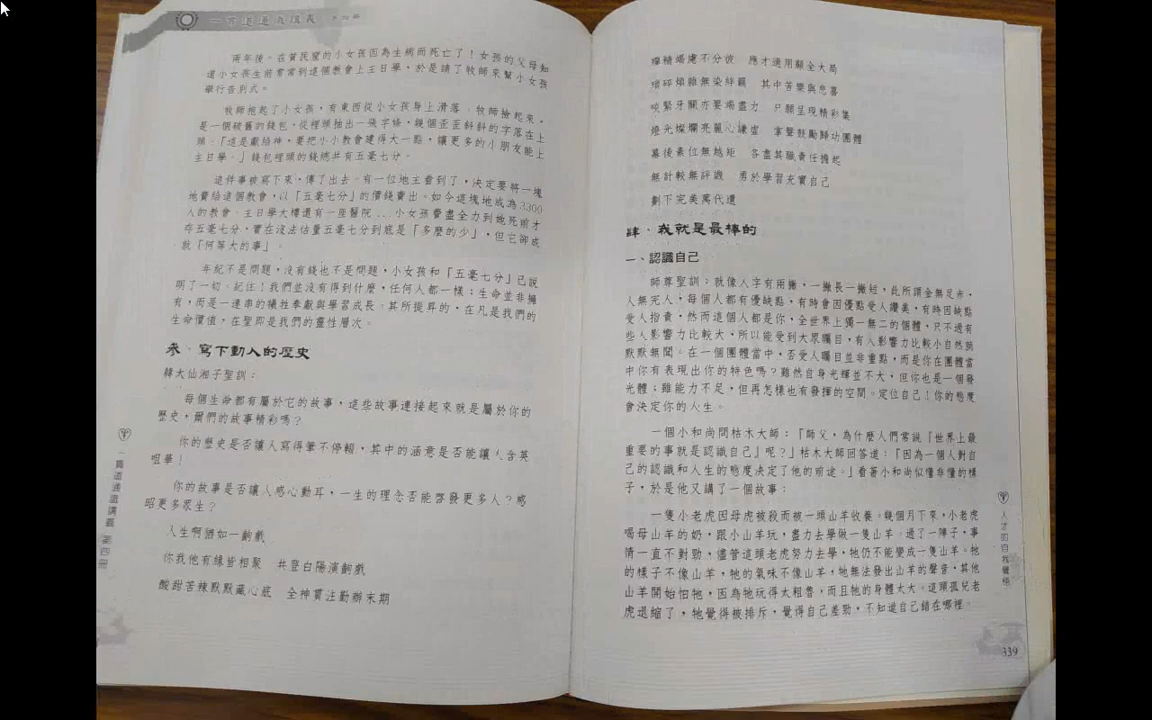 一貫道通識講義 第四冊
兩年後。在貧民窟的小女孩因為生病而死亡了！女孩的父母知
道小女孩生前常常到這個教會上主日學，於是請了牧師來幫小女孩
舉行告別式。
牧師抱起了小女孩，有東西從小女孩身上滑落，牧師撿起來。
是一個破舊的錢包，從裡頭抽出一張字條，幾個歪歪斜斜的字落在上
頭：「這是獻給神，要把小小教會建得大一點，讓更多的小朋友能上
主日學。」錢包裡頭的錢總共有五毫七分。
這件事被寫下來，傳了出去。有一位地主看到了，決定要將一塊
地賣給這個教會，以「五毫七分」的價錢賣出。如今這塊地成為3300
人的教會。主日學大樓還有一座醫院...小女孩費盡全力到她死前才
存五毫七分，實在沒法估量五毫七分到底是「多麼的少」，但它卻成
就「何等大的事」。
年紀不是問題，沒有錢也不是問題，小女孩和「五毫七分」已說
明了一切。記住！我們並沒有得到什麼，任何人都一樣；生命並非擁
有，而是一連串的犧牲奉獻與學習成長。其所提昇的，在凡是我們的
生命價值，在聖即是我們的靈性層次。
參、寫下動人的歷史
韓大仙湘子聖訓：
每個生命都有屬於它的故事，這些故事連接起來就是屬於你的
歷史，爾們的故事精彩嗎？
你的歷史是否讓人寫得筆不停輟，其中的涵意是否能讓人含英
咀華！
你的故事是否讓人感心動耳，一生的理念否能啓發更多人？感
昭更多眾生？
人生啊猶如一齣戲
你我他有緣皆相聚 共登白陽演齣戲
酸甜苦辣默默藏心底 全神貫注勤辦末期
一貫道通識講義 第四冊
殫精竭慮不分彼 應才適用顧全大局
瑣碎煩雜無染絆羈 其中苦樂與悲喜
咬緊牙關亦要竭盡力 只願呈現精彩集
燈光燦爛亮麗心謙虛 掌聲鼓勵歸功團體
幕後素位無越矩 各盡其職責任擔起
無計較無評議 勇於學習充實自己
劃下完美萬代遺
肆、我就是最棒的
一、認識自己
師尊聖訓：就像人字有兩撇，一撇長一撇短，此所謂金無足赤，
人無完人，每個人都有優缺點，有時會因優點受人讚美，有時因缺點
受人指責，然而這個人都是你，全世界上獨一無二的個體，只不過有
些人影響力比較大，所以能受到大眾矚目，有人影響力比較小自然就
默默無聞。在一個團體當中，否受人矚目並非重點，而是你在團體當
中你有表現出你的特色嗎？雖然自身光輝並不大，但你也是一個發
光體；雖能力不足，但再怎樣也有發揮的空間。定位自己！你的態度
會決定你的人生。
一個小和尚問枯木大師：「師父，為什麼人們常說『世界上最
重要的事就是認識自己』呢？」枯木大師回答道：「因為一個人對自
己的認識和人生的態度決定了他的前途。」看著小和尚似懂非懂的樣
子，於是他又講了一個故事：
一隻小老虎因母虎被殺而被一頭山羊收養。幾個月下來，小老虎
喝母山羊的奶，跟小山羊玩，盡力去學做一隻山羊。過了一陣子，事
情一直不對勁，儘管這頭老虎努力去學，牠仍不能變成一隻山羊。牠
的樣子不像山羊，牠的氣味不像山羊，牠無法發出山羊的聲音。其他
山羊開始怕牠，因為牠玩得太粗魯，而且牠的身體太大。這頭孤兒老
虎退縮了，牠覺得被排斥，覺得自己差勁，不知道自己錯在哪裡。
人才的自我健檢
339